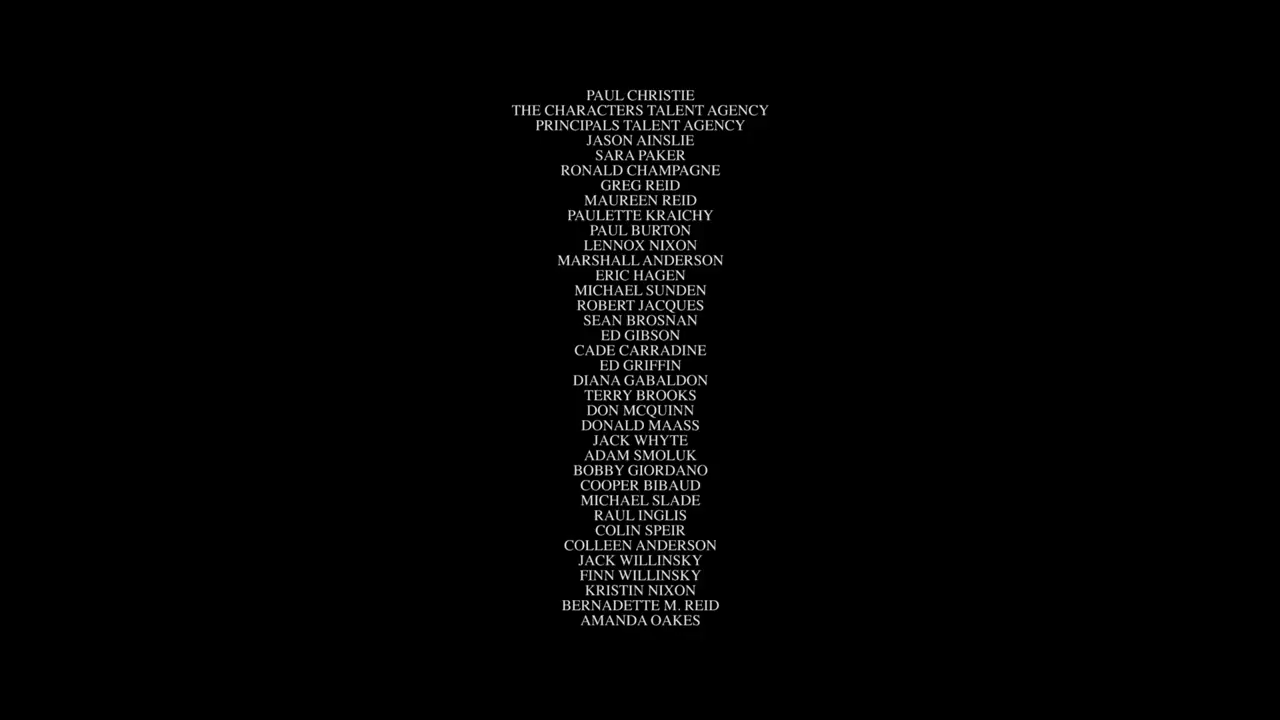 PAUL CHRISTIE
THE CHARACTERS TALENT AGENCY
PRINCIPALS TALENT AGENCY
JASON AINSLIE
SARA PAKER
RONALD CHAMPAGNE
GREG REID
MAUREEN REID
PAULETTE KRAICHY
PAUL BURTON
LENNOX NIXON
MARSHALL ANDERSON
ERIC HAGEN
MICHAEL SUNDEN
ROBERT JACQUES
SEAN BROSNAN
ED GIBSON
CADE CARRADINE
ED GRIFFIN
DIANA GABALDON
TERRY BROOKS
DON MCQUINN
DONALD MAASS
JACK WHYTE
ADAM SMOLUK
BOBBY GIORDANO
COOPER BIBAUD
MICHAEL SLADE
RAUL INGLIS
COLIN SPEIR
COLLEEN ANDERSON
JACK WILLINSKY
FINN WILLINSKY
KRISTIN NIXON
BERNADETTE M. REID
AMANDA OAKES